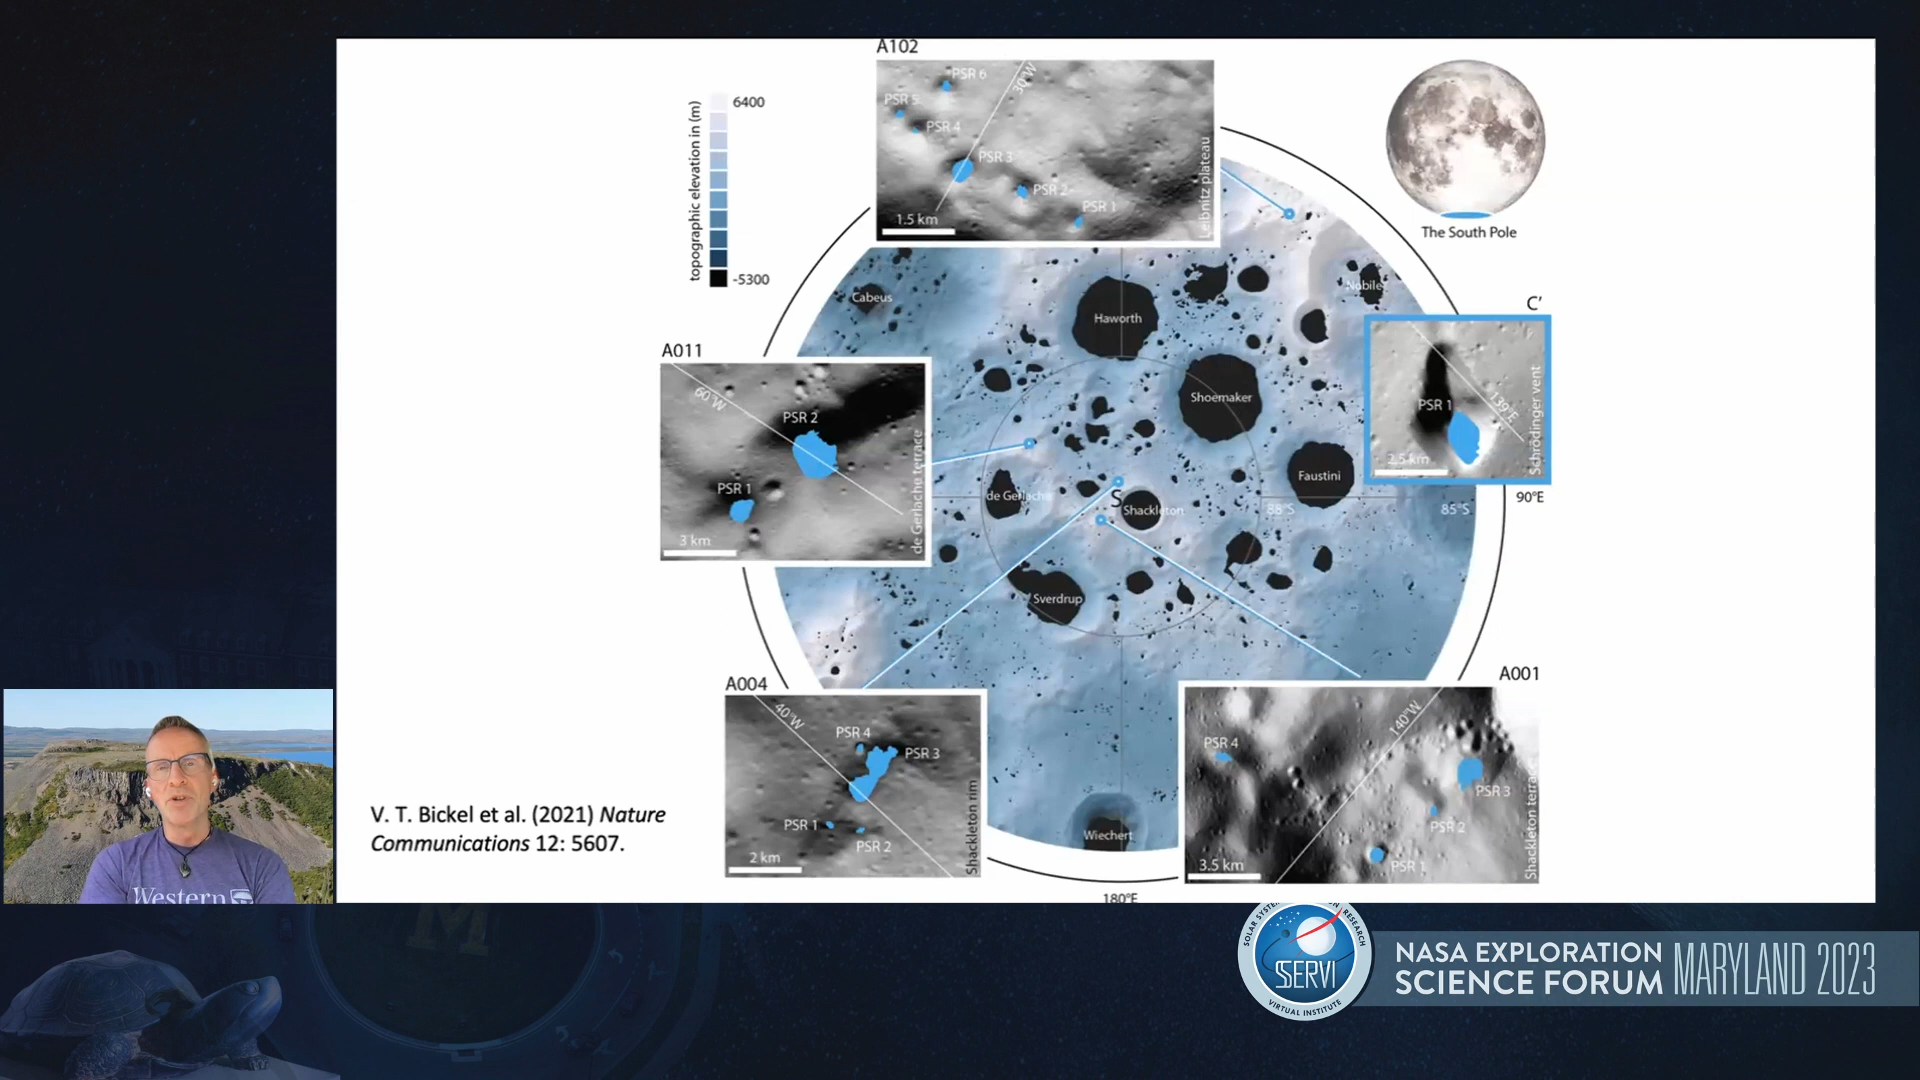 A102
PSR 6
30°W
PSR 5
PSR 4
PSR 3
PSR 2
PSR 1
1.5 km
Leibnitz plateau
topographic elevation in (m)
6400
-5300
The South Pole
Cabeus
Haworth
Nobile
Shoemaker
Faustini
de Gerlache
S
Shackleton
88°S
85°S
90°E
Sverdrup
Wiechert
180°E
C’
PSR 1
139°E
2.5 km
Schrödinger vent
A011
60°W
PSR 2
PSR 1
3 km
de Gerlache terrace
A004
40°W
PSR 4
PSR 3
PSR 1
PSR 2
2 km
Shackleton rim
A001
140°W
PSR 4
PSR 3
PSR 2
PSR 1
3.5 km
Shackleton terrace
V. T. Bickel et al. (2021) Nature
Communications 12: 5607.
Western
M
SSERVI
VIRTUAL INSTITUTE
NASA EXPLORATION
SCIENCE FORUM MARYLAND 2023